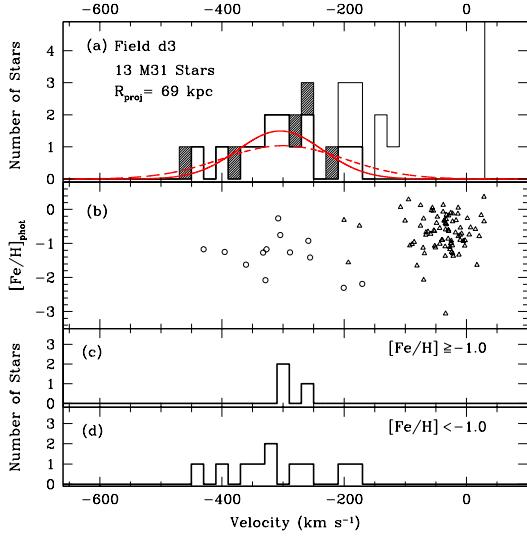 -600 -400 -200 0
(a) Field d3
13 M31 Stars
R_proj = 69 kpc
Number of Stars
4
3
2
1
0
(b)
[Fe/H]_phot
0
-1
-2
-3
(c) [Fe/H] ≧ -1.0
3
2
1
0
(d) [Fe/H] < -1.0
Number of Stars
3
2
1
0
-600 -400 -200 0
Velocity (km s⁻¹)